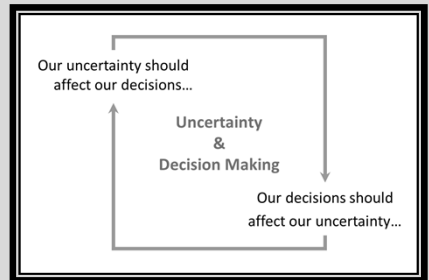 Our uncertainty should
affect our decisions…
Uncertainty
&
Decision Making
Our decisions should
affect our uncertainty…